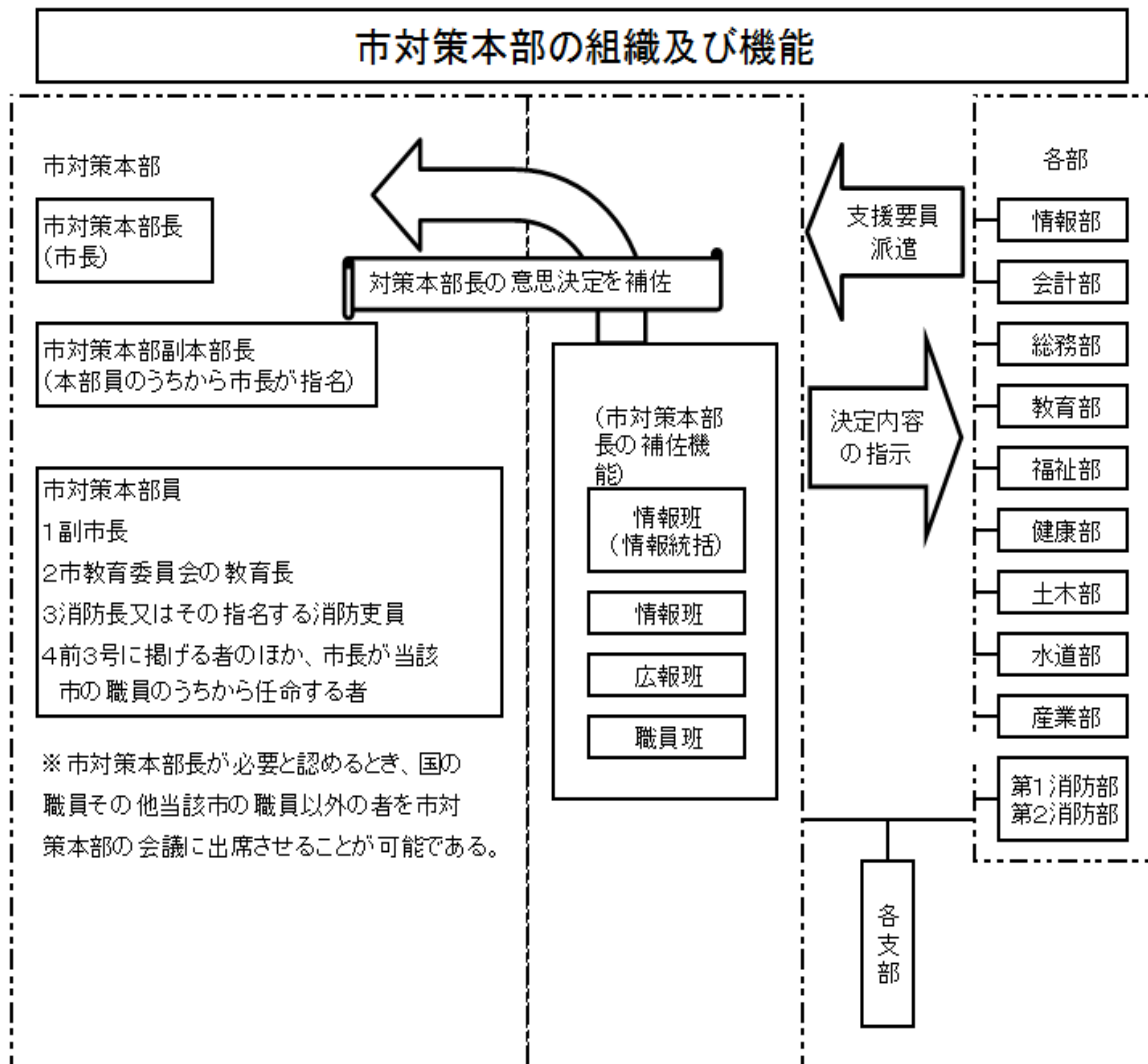 市対策本部の組織及び機能
市対策本部
市対策本部長
(市長)
市対策本部副本部長
(本部員のうちから市長が指名)
市対策本部員
1副市長
2市教育委員会の教育長
3消防長又はその指名する消防吏員
4前3号に掲げる者のほか、市長が当該
市の職員のうちから任命する者
※市対策本部長が必要と認めるとき、国の
職員その他当該市の職員以外の者を市対
策本部の会議に出席させることが可能である。
対策本部長の意思決定を補佐
(市対策本部
長の補佐機
能)
情報班
(情報統括)
情報班
広報班
職員班
支援要員
派遣
決定内容
の指示
各部
情報部
会計部
総務部
教育部
福祉部
健康部
土木部
水道部
産業部
第1消防部
第2消防部
各支部